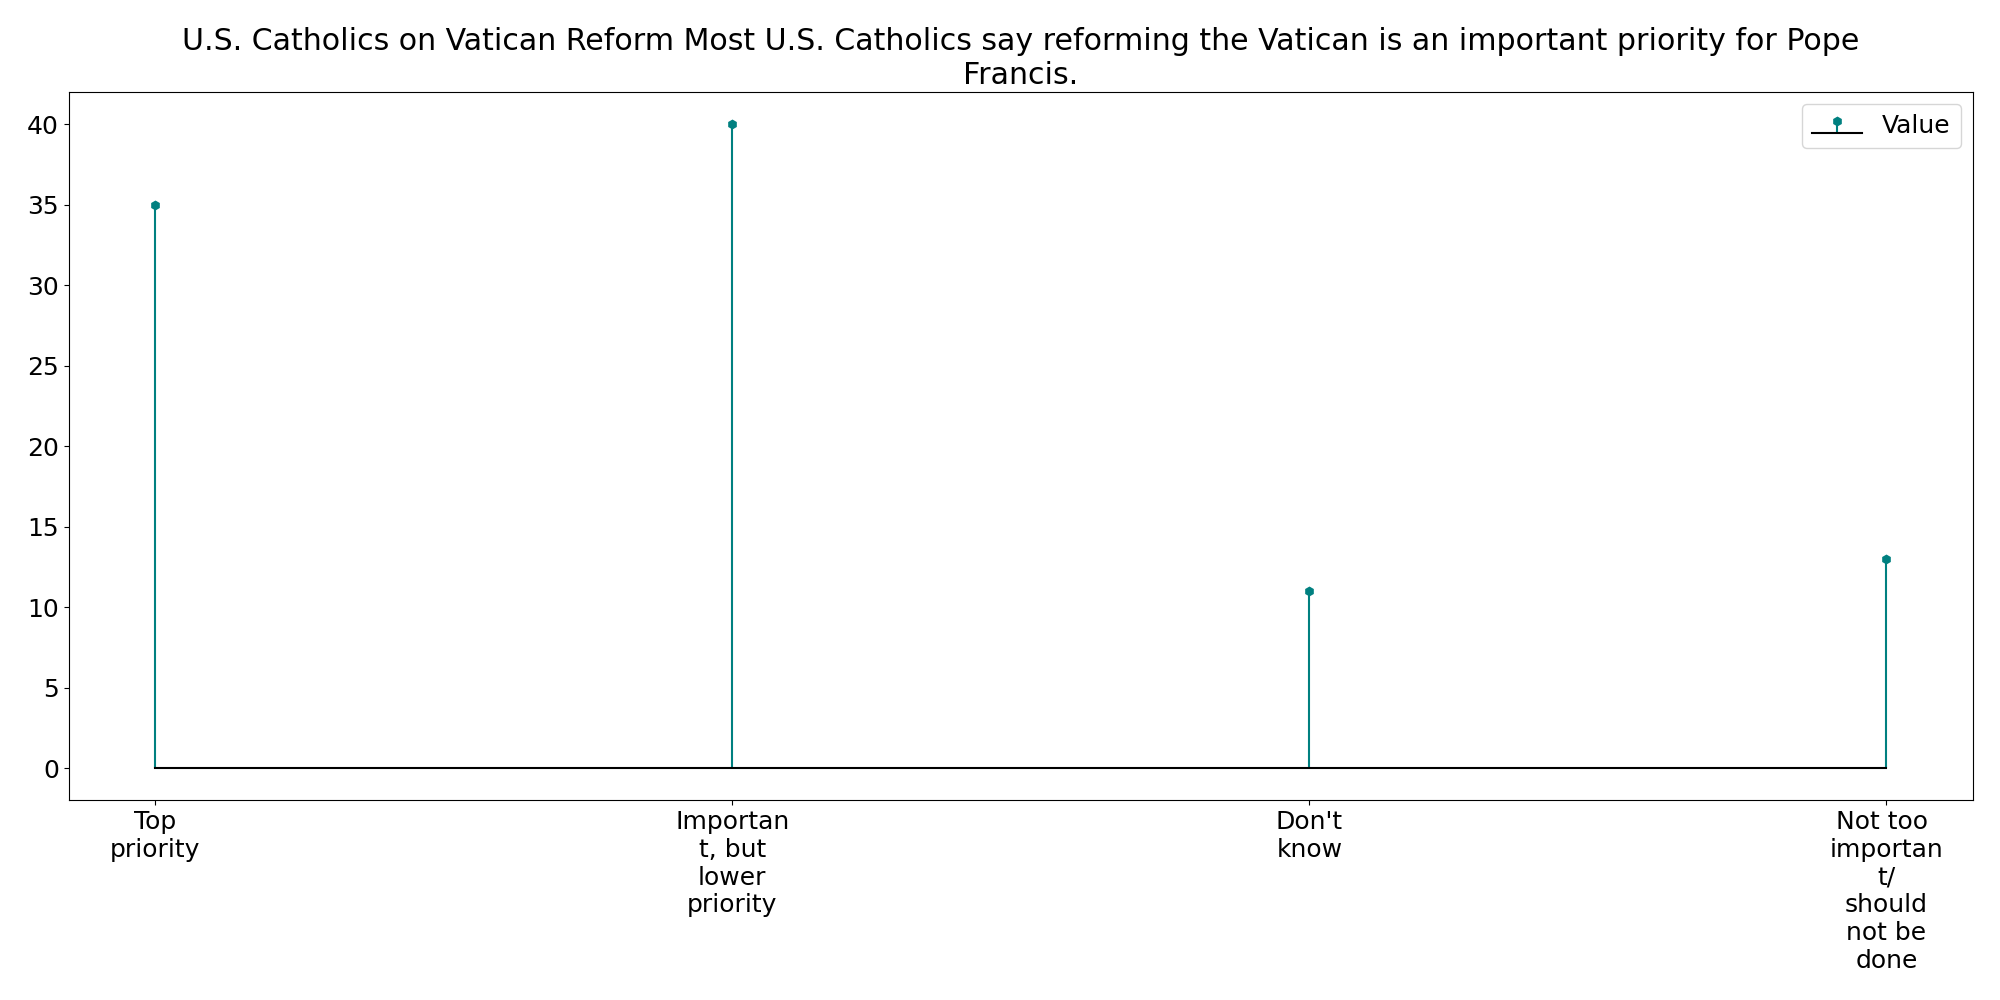 U.S. Catholics on Vatican Reform Most U.S. Catholics say reforming the Vatican is an important priority for Pope
Francis.
Value
40
35
30
25
20
15
10
5
0
Top
priority
Importan
t, but
lower
priority
Don't
know
Not too
importan
t/
should
not be
done